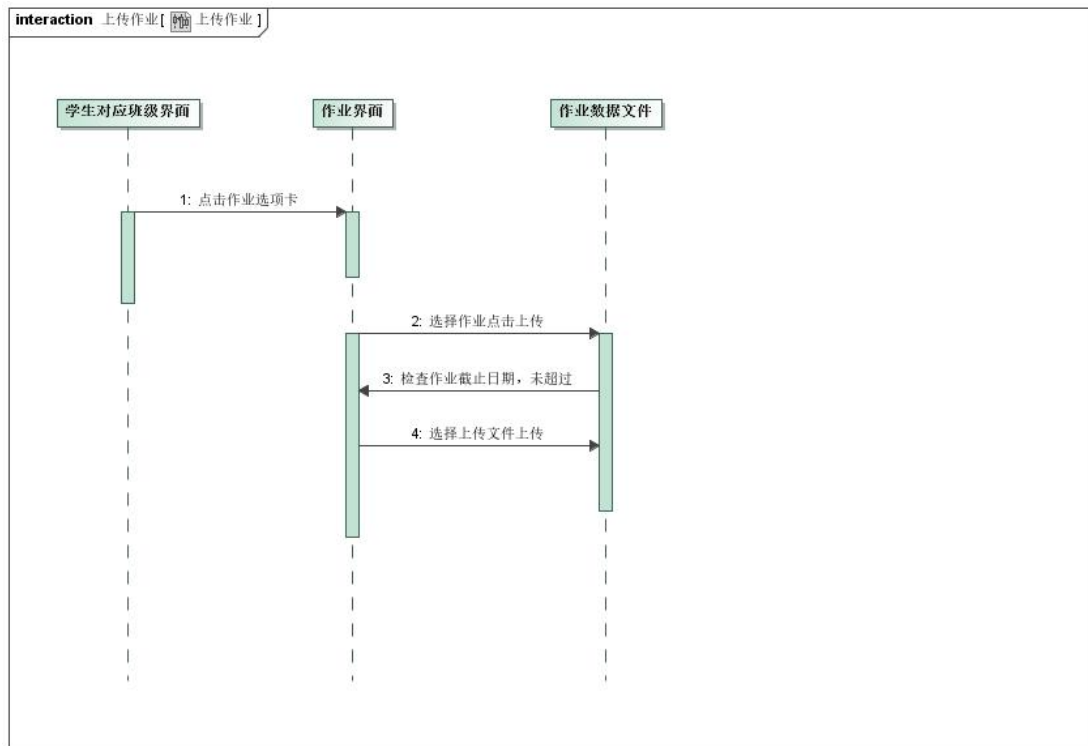 interaction 上传作业[ 上传作业 ]
学生对应班级界面
作业界面
作业数据文件
1: 点击作业选项卡
2: 选择作业点击上传
3: 检查作业截止日期，未超过
4: 选择上传文件上传